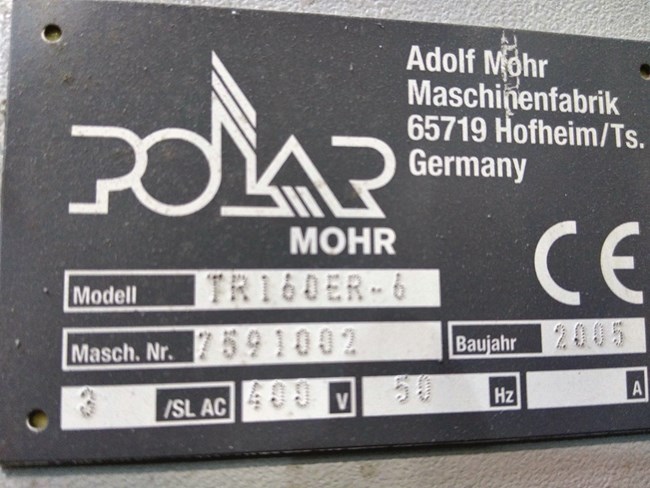 Adolf Mohr
Maschinenfabrik
65719 Hofheim/Ts.
Germany
POLAR
MOHR
CE
Modell TR160ER-6
Masch. Nr. 7591002 Baujahr 2005
3 /SL AC 400 V 50 Hz A